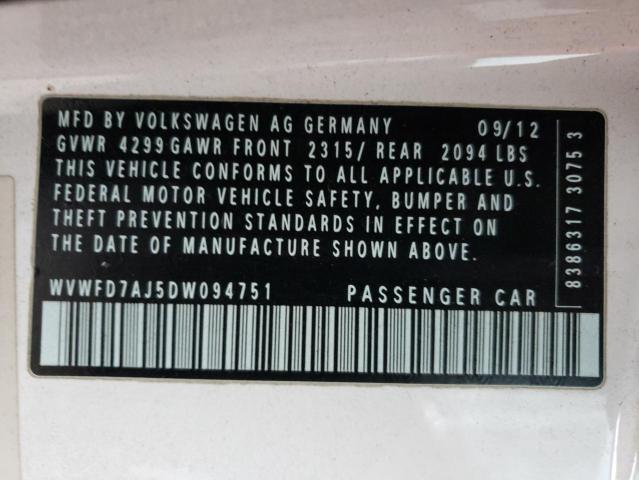 MFD BY VOLKSWAGEN AG GERMANY 09/12
GVWR 4299 GAWR FRONT 2315/ REAR 2094 LBS
THIS VEHICLE CONFORMS TO ALL APPLICABLE U.S.
FEDERAL MOTOR VEHICLE SAFETY, BUMPER AND
THEFT PREVENTION STANDARDS IN EFFECT ON
THE DATE OF MANUFACTURE SHOWN ABOVE.
WVWFD7AJ5DW094751 PASSENGER CAR
8386317 3075 3